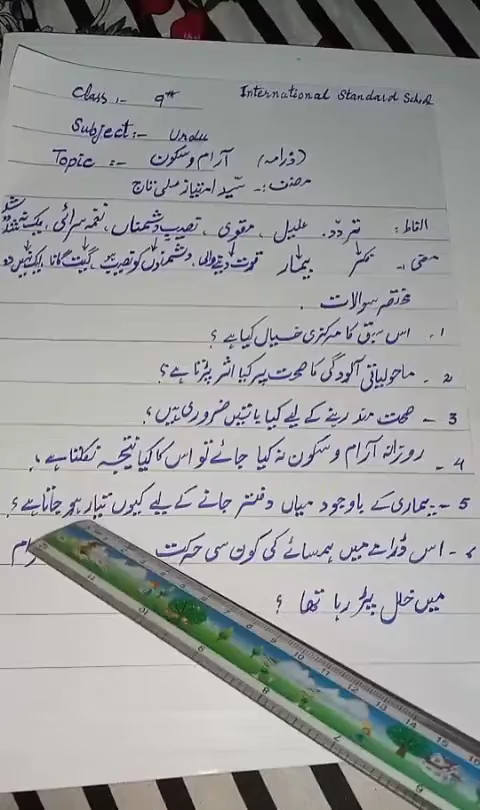 International Standard School
Class :- 9th
Subject:- Urdu
Topic :- آرام و سکون (ڈرامہ)
مصنف :- سید امتیاز علی تاج
الفاظ: تردّد، علیل، مقوی، نصیبِ دشمناں، نغمہ سرائی،
معنی :- فکر بیمار قوت دینے والی، دشمنوں کو نصیب ہو، گیت گانا،
مختصر سوالات .
1. اس سبق کا مرکزی خیال کیا ہے؟
2- ماحولیاتی آلودگی کا صحت پر کیا اثر پڑتا ہے؟
3- صحت مند رہنے کے لیے کیا باتیں ضروری ہیں؟
4- روزانہ آرام و سکون نہ کیا جائے تو اس کا کیا نتیجہ نکلتا ہے؟
5- بیماری کے باوجود میاں دفتر جانے کے لیے کیوں تیار ہو جاتا ہے؟
6- اس ڈرامے میں ہمسائے کی کون سی حرکت رام
میں خلل پڑ رہا تھا ؟